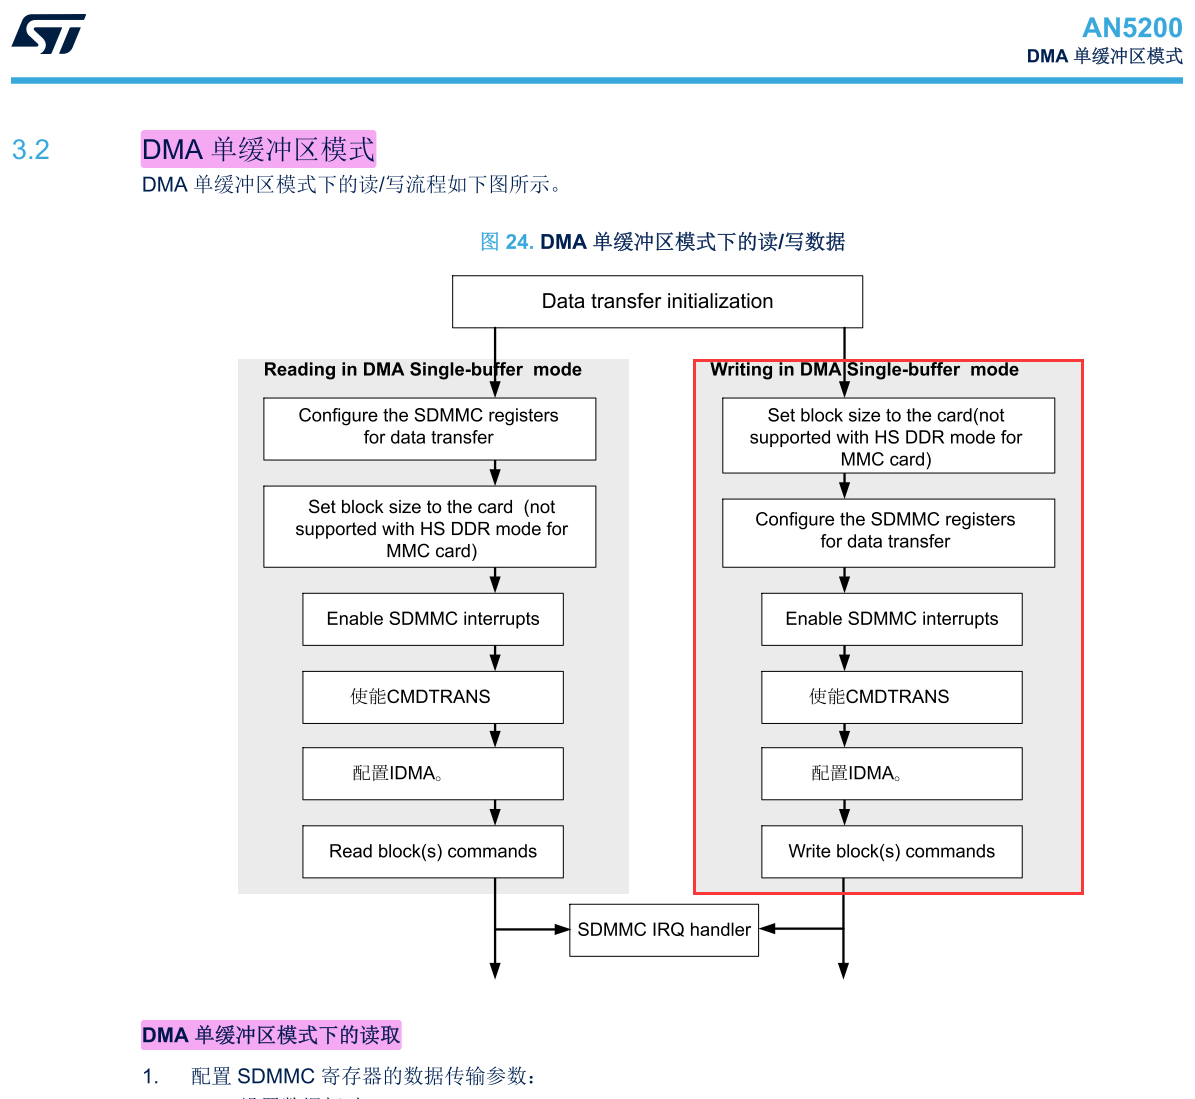 ST
AN5200
DMA 单缓冲区模式
3.2 DMA 单缓冲区模式
DMA 单缓冲区模式下的读/写流程如下图所示。
图 24. DMA 单缓冲区模式下的读/写数据
Data transfer initialization
Reading in DMA Single-buffer mode
Configure the SDMMC registers
for data transfer
Set block size to the card (not
supported with HS DDR mode for
MMC card)
Enable SDMMC interrupts
使能CMDTRANS
配置IDMA。
Read block(s) commands
Writing in DMA Single-buffer mode
Set block size to the card(not
supported with HS DDR mode for
MMC card)
Configure the SDMMC registers
for data transfer
Enable SDMMC interrupts
使能CMDTRANS
配置IDMA。
Write block(s) commands
SDMMC IRQ handler
DMA 单缓冲区模式下的读取
1. 配置 SDMMC 寄存器的数据传输参数：